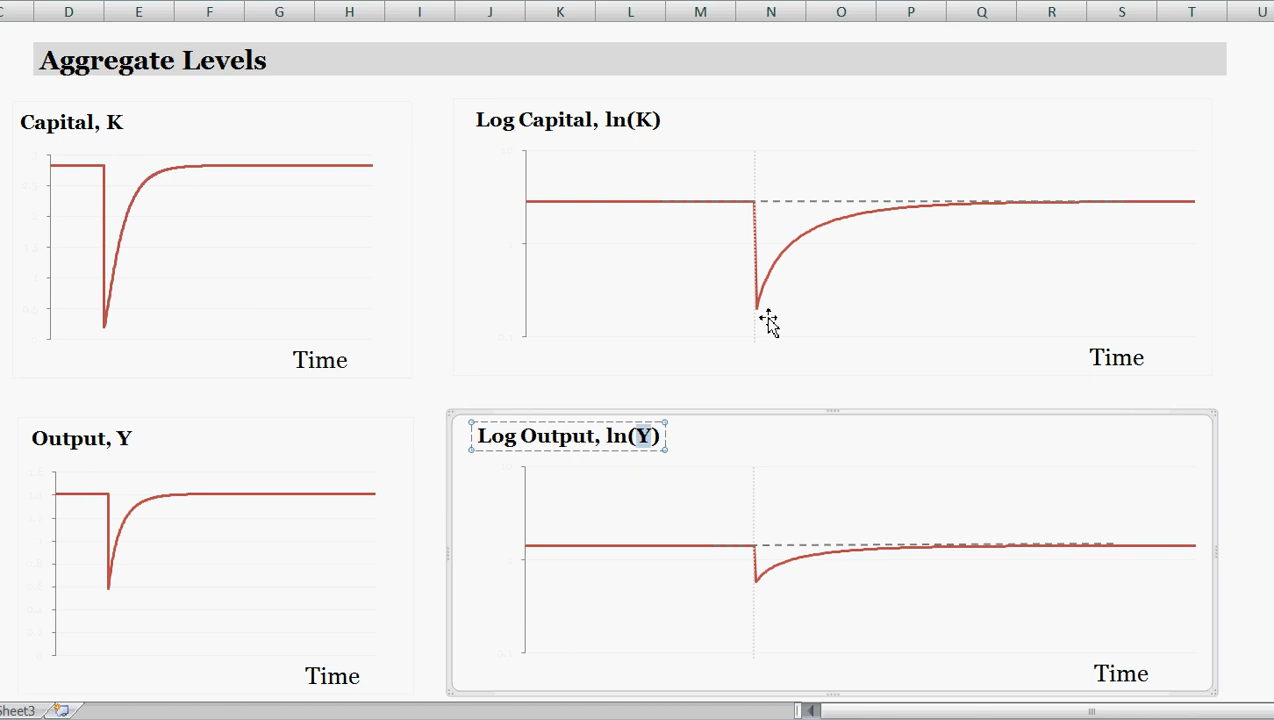 D E F G H I J K L M N O P Q R S T U
Aggregate Levels
Capital, K
Log Capital, ln(K)
Time
Time
Output, Y
Log Output, ln(Y)
Time
Time
Sheet3